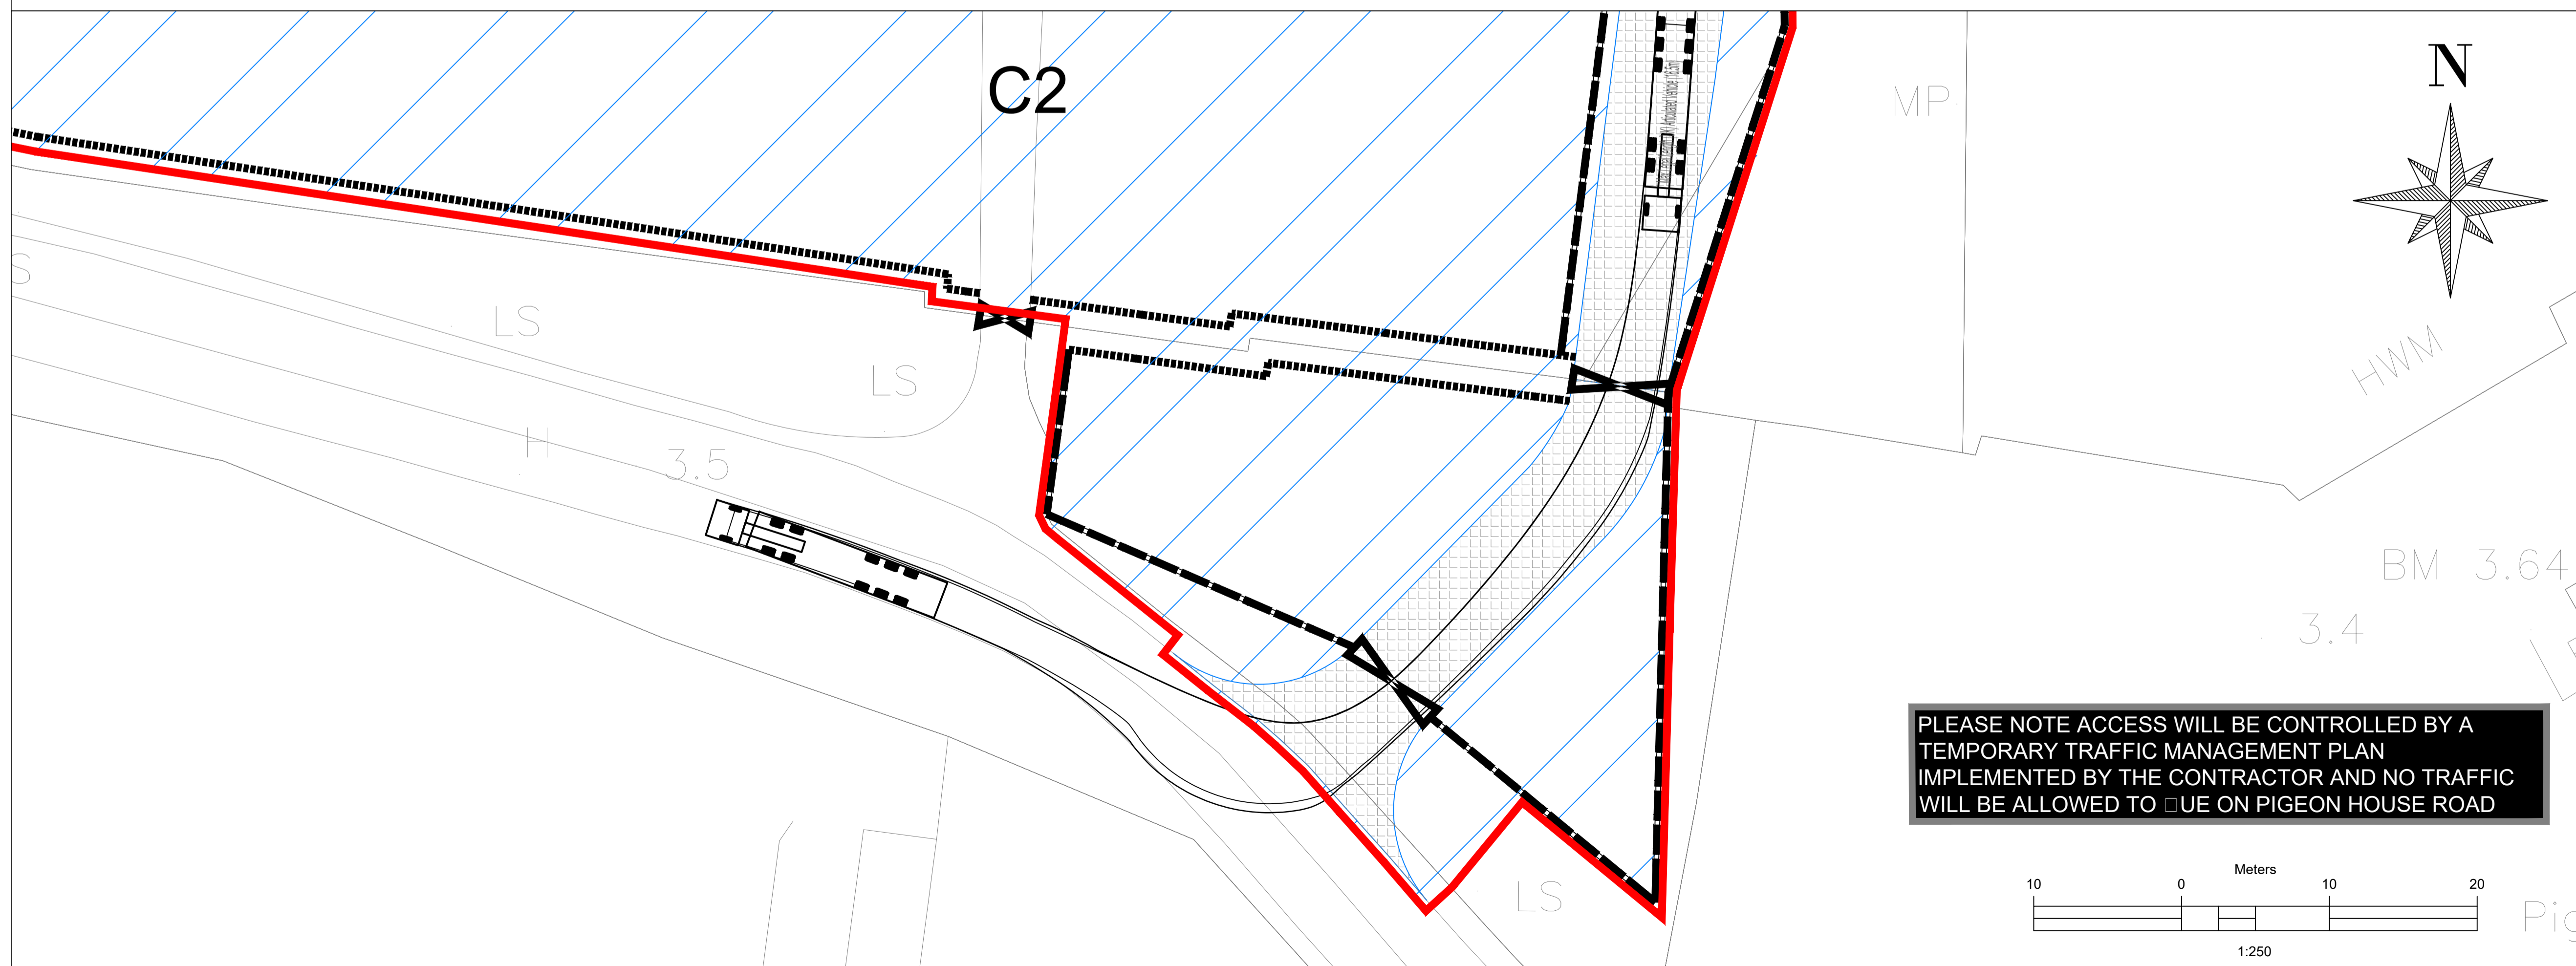 C2
N
MP
LS
LS
S
H
3.5
HWM
BM 3.64
3.4
PLEASE NOTE ACCESS WILL BE CONTROLLED BY A
TEMPORARY TRAFFIC MANAGEMENT PLAN
IMPLEMENTED BY THE CONTRACTOR AND NO TRAFFIC
WILL BE ALLOWED TO □UE ON PIGEON HOUSE ROAD
LS
Meters
10 0 10 20
1:250
Pig